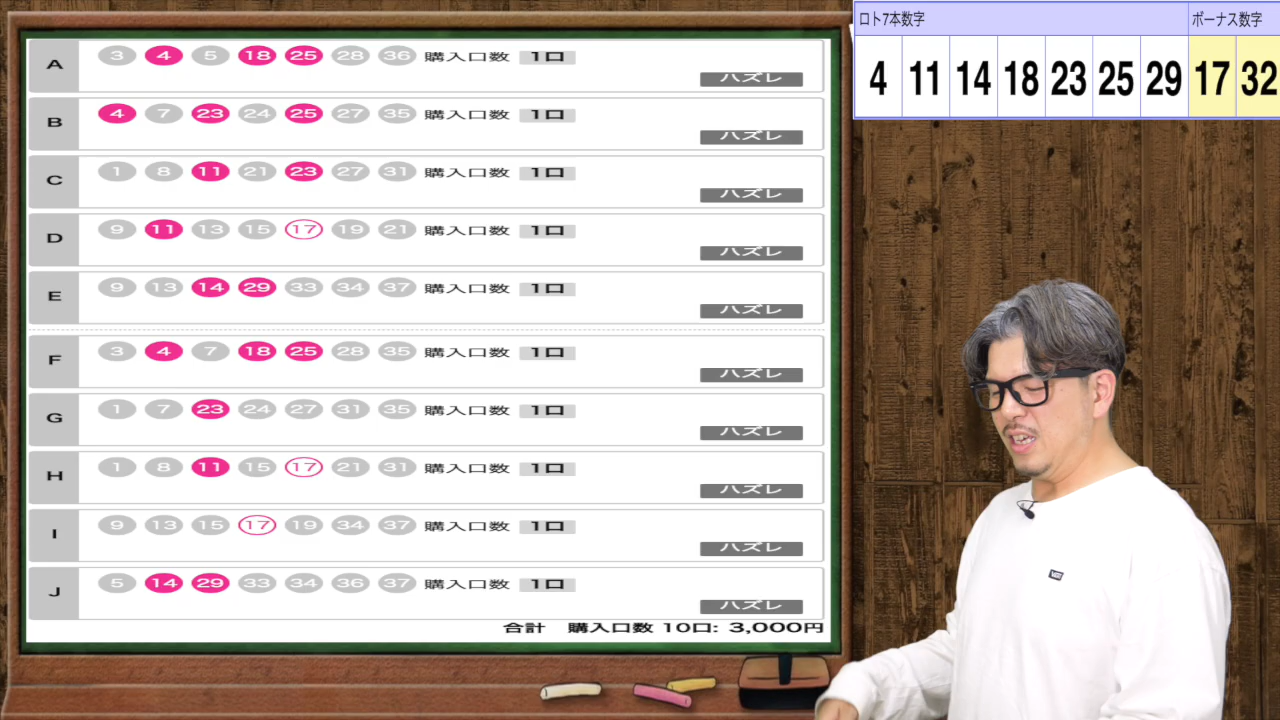 ロト7本数字 ボーナス数字
4 11 14 18 23 25 29 17 32
A 3 4 5 18 25 28 36 購入口数 1口
ハズレ
B 4 7 23 24 25 27 35 購入口数 1口
ハズレ
C 1 8 11 21 23 27 31 購入口数 1口
ハズレ
D 9 11 13 15 17 19 21 購入口数 1口
ハズレ
E 9 13 14 29 33 34 37 購入口数 1口
ハズレ
F 3 4 7 18 25 28 35 購入口数 1口
ハズレ
G 1 7 23 24 27 31 35 購入口数 1口
ハズレ
H 1 8 11 15 17 21 31 購入口数 1口
ハズレ
I 9 13 15 17 19 34 37 購入口数 1口
ハズレ
J 5 14 29 33 34 36 37 購入口数 1口
ハズレ
合計 購入口数 10口: 3,000円